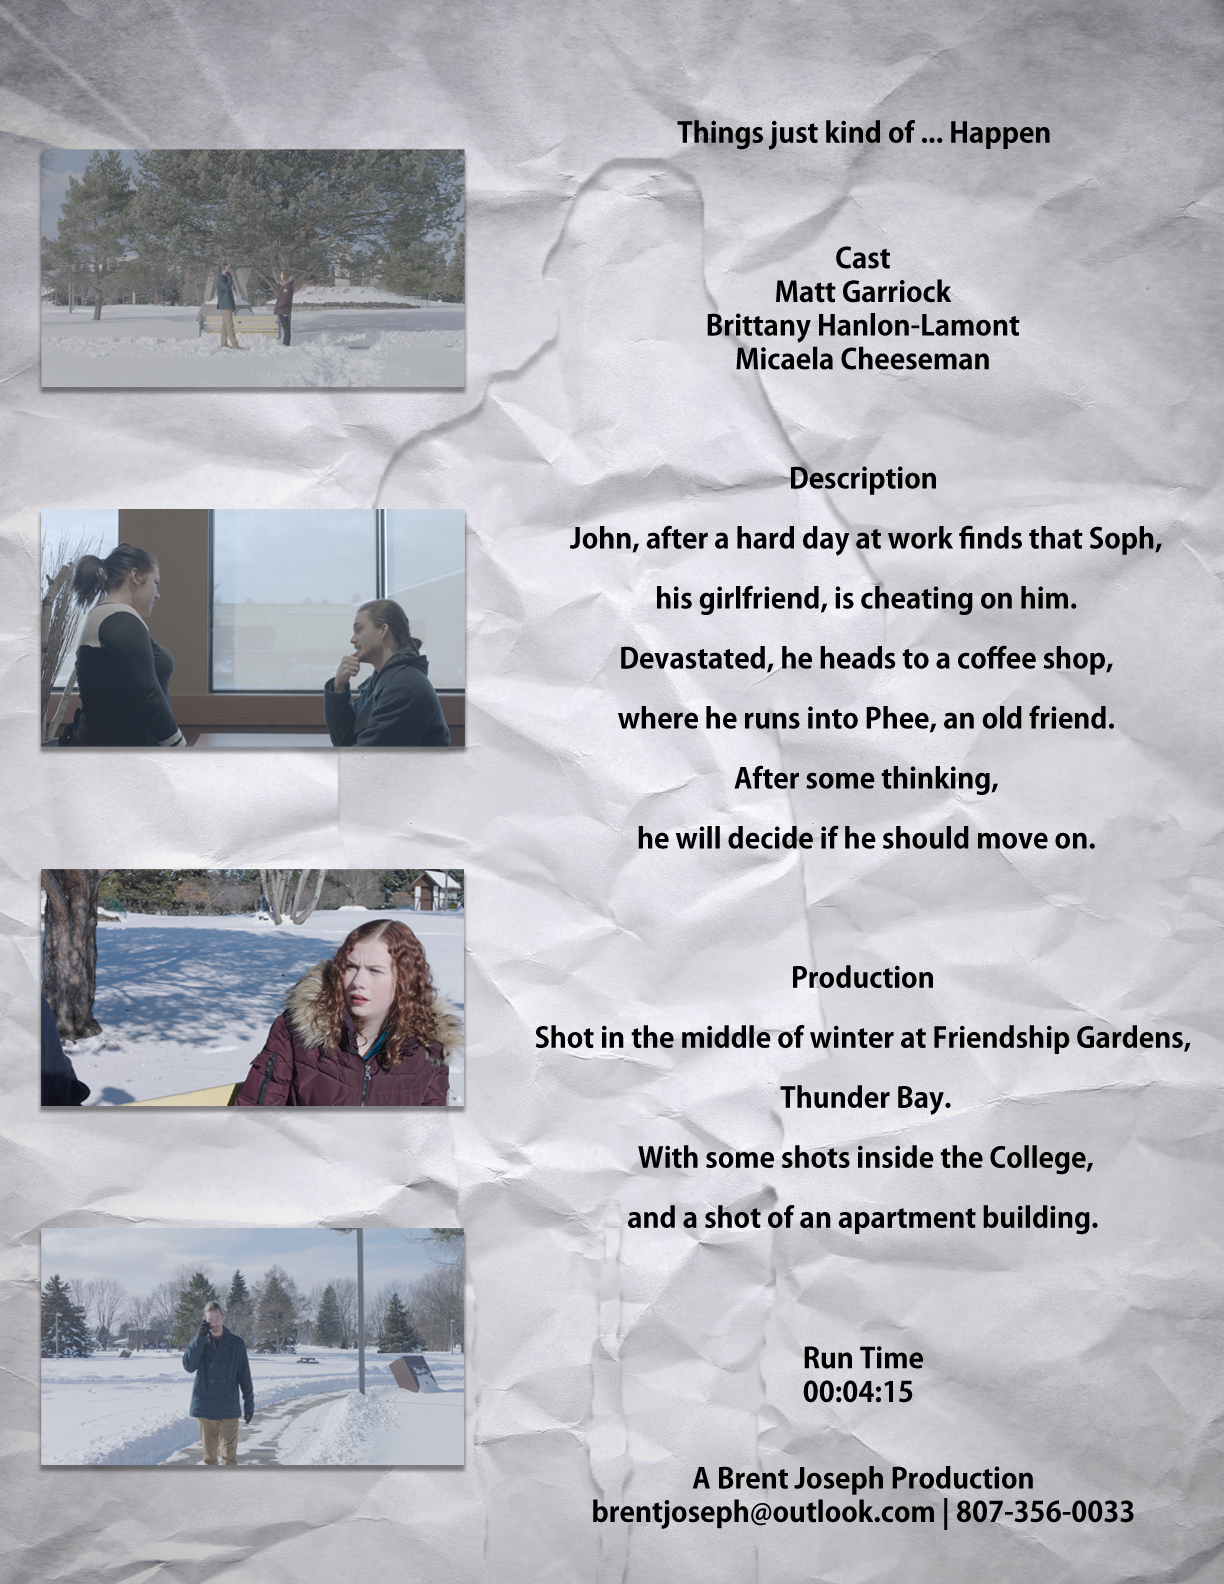 Things just kind of ... Happen
Cast
Matt Garriock
Brittany Hanlon-Lamont
Micaela Cheeseman
Description
John, after a hard day at work finds that Soph,
his girlfriend, is cheating on him.
Devastated, he heads to a coffee shop,
where he runs into Phee, an old friend.
After some thinking,
he will decide if he should move on.
Production
Shot in the middle of winter at Friendship Gardens,
Thunder Bay.
With some shots inside the College,
and a shot of an apartment building.
Run Time
00:04:15
A Brent Joseph Production
brentjoseph@outlook.com | 807-356-0033